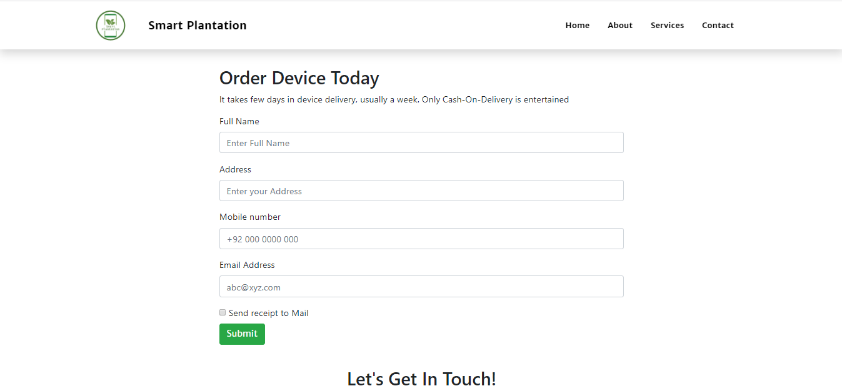 Smart Plantation
Home About Services Contact
Order Device Today
It takes few days in device delivery, usually a week, Only Cash-On-Delivery is entertained
Full Name
Enter Full Name
Address
Enter your Address
Mobile number
+92 000 0000 000
Email Address
abc@xyz.com
Send receipt to Mail
Submit
Let's Get In Touch!